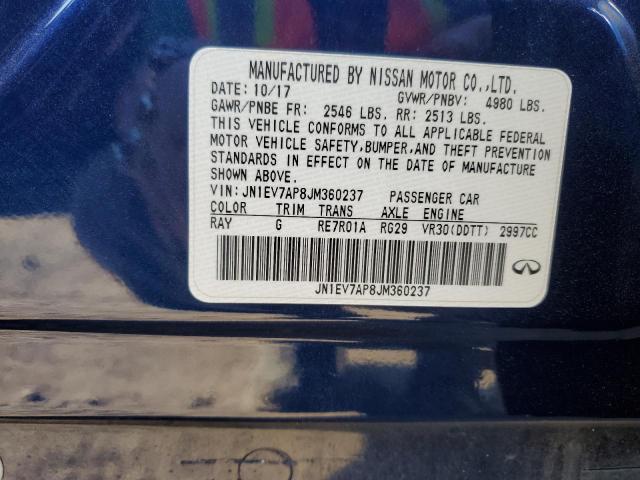 MANUFACTURED BY NISSAN MOTOR CO.,LTD.
DATE: 10/17 GVWR/PNBV: 4980 LBS.
GAWR/PNBE FR: 2546 LBS. RR: 2513 LBS.
THIS VEHICLE CONFORMS TO ALL APPLICABLE FEDERAL
MOTOR VEHICLE SAFETY, BUMPER, AND THEFT PREVENTION
STANDARDS IN EFFECT ON THE DATE OF MANUFACTURE
SHOWN ABOVE.
VIN: JN1EV7AP8JM360237 PASSENGER CAR
COLOR TRIM TRANS AXLE ENGINE
RAY G RE7R01A RG29 VR30(DDTT) 2997CC
JN1EV7AP8JM360237